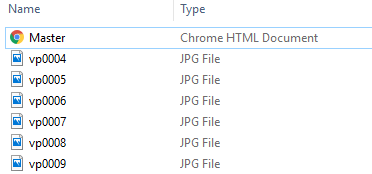 Name Type
Master Chrome HTML Document
vp0004 JPG File
vp0005 JPG File
vp0006 JPG File
vp0007 JPG File
vp0008 JPG File
vp0009 JPG File